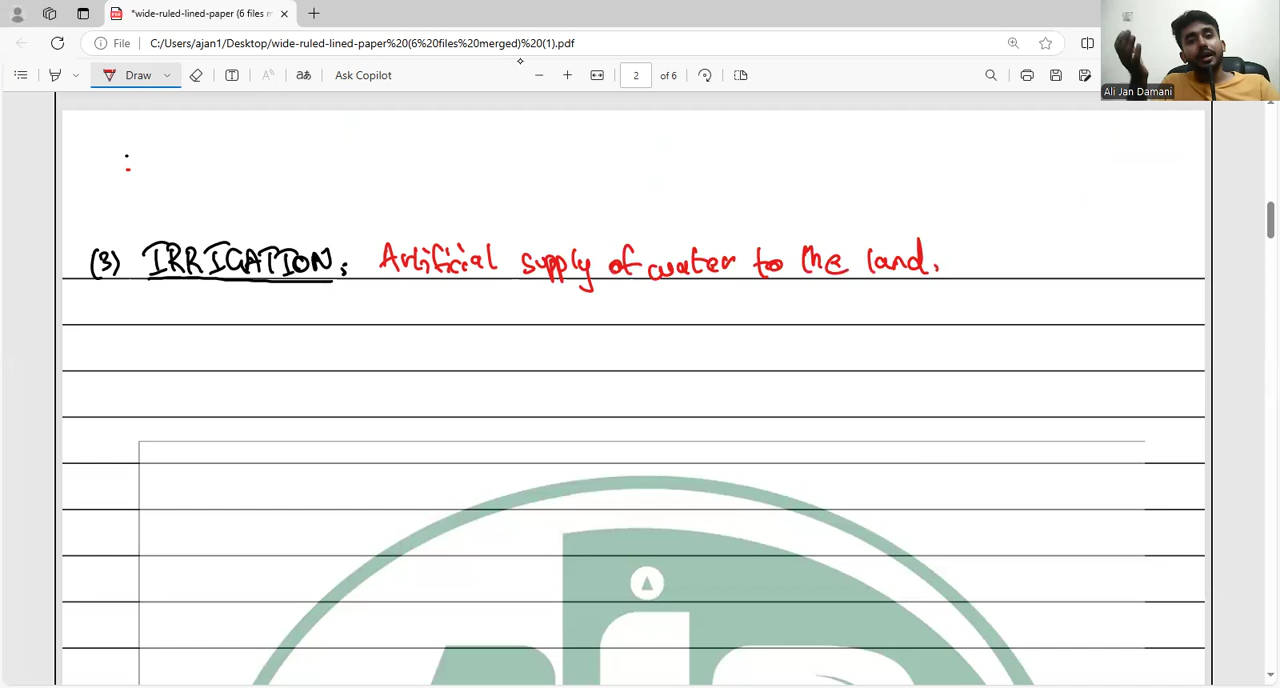 *wide-ruled-lined-paper (6 files m
File C:/Users/ajan1/Desktop/wide-ruled-lined-paper%20(6%20files%20merged)%20(1).pdf
Draw
Ask Copilot
2 of 6
Ali Jan Damani
(3) IRRIGATION: Artificial supply of water to the land.